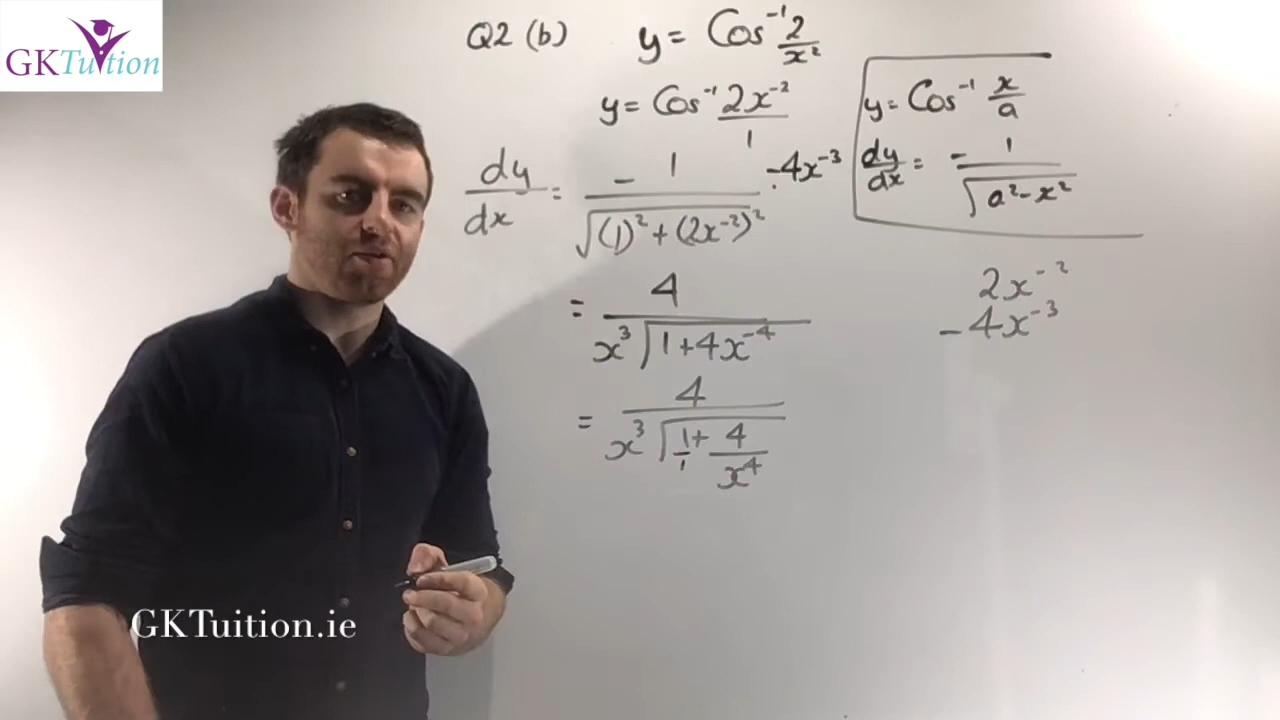 GKTuition
Q2 (b) y = Cos⁻¹ 2/x²
y = Cos⁻¹ 2x⁻²/1
dy/dx = - 1/√((1)² + (2x⁻²)²) . -4x⁻³
= 4/(x³√(1+4x⁻⁴))
= 4/(x³√(1/1 + 4/x⁴))
y = Cos⁻¹ x/a
dy/dx = - 1/√(a² - x²)
2x⁻²
-4x⁻³
GKTuition.ie